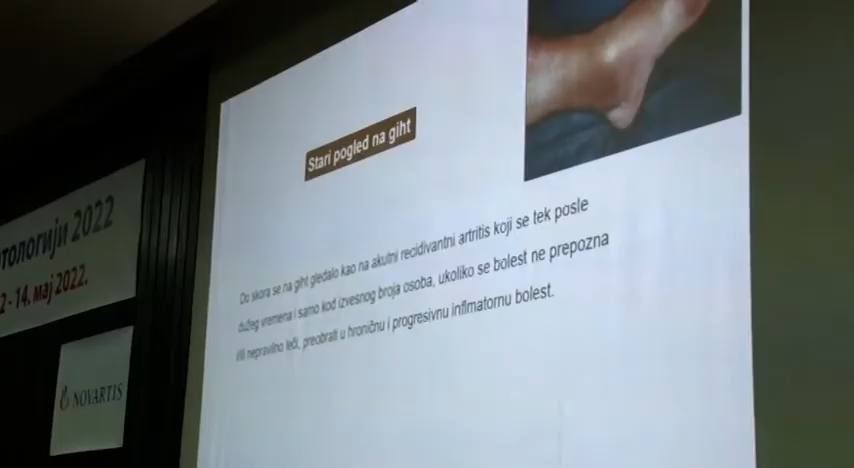 Stari pogled na giht
Do skora se na giht gledalo kao na akutni recidivantni artritis koji se tek posle
dužeg vremena i samo kod izvesnog broja osoba, ukoliko se bolest ne prepozna
i/ili nepravilno leči, preobrati u hroničnu i progresivnu inflmatornu bolest.
тологији 2022
2 - 14. мај 2022.
NOVARTIS